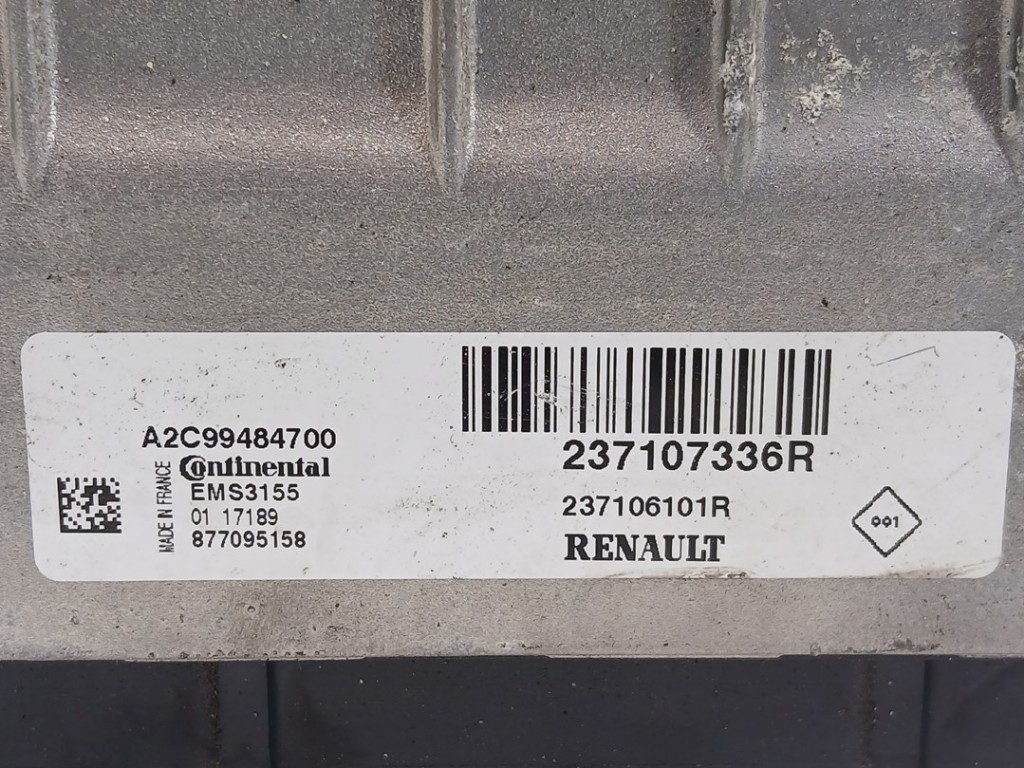 A2C99484700
Continental
EMS3155
01 17189
877095158
MADE IN FRANCE
237107336R
237106101R
RENAULT
001